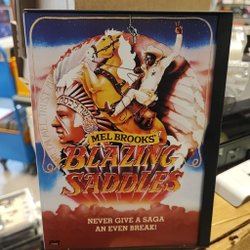 MEL BROOKS'
BLAZING
SADDLES
NEVER GIVE A SAGA
AN EVEN BREAK!